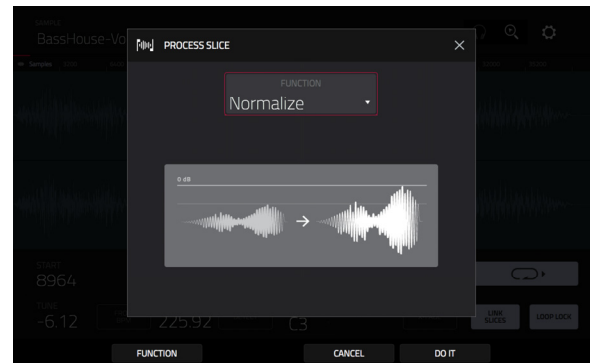 SAMPLE
BassHouse-Vo
PROCESS SLICE
Samples
FUNCTION
Normalize
0 dB
START
8964
TUNE
-6.12
225.92
C3
LINK SLICES
LOOP LOCK
FUNCTION
CANCEL
DO IT